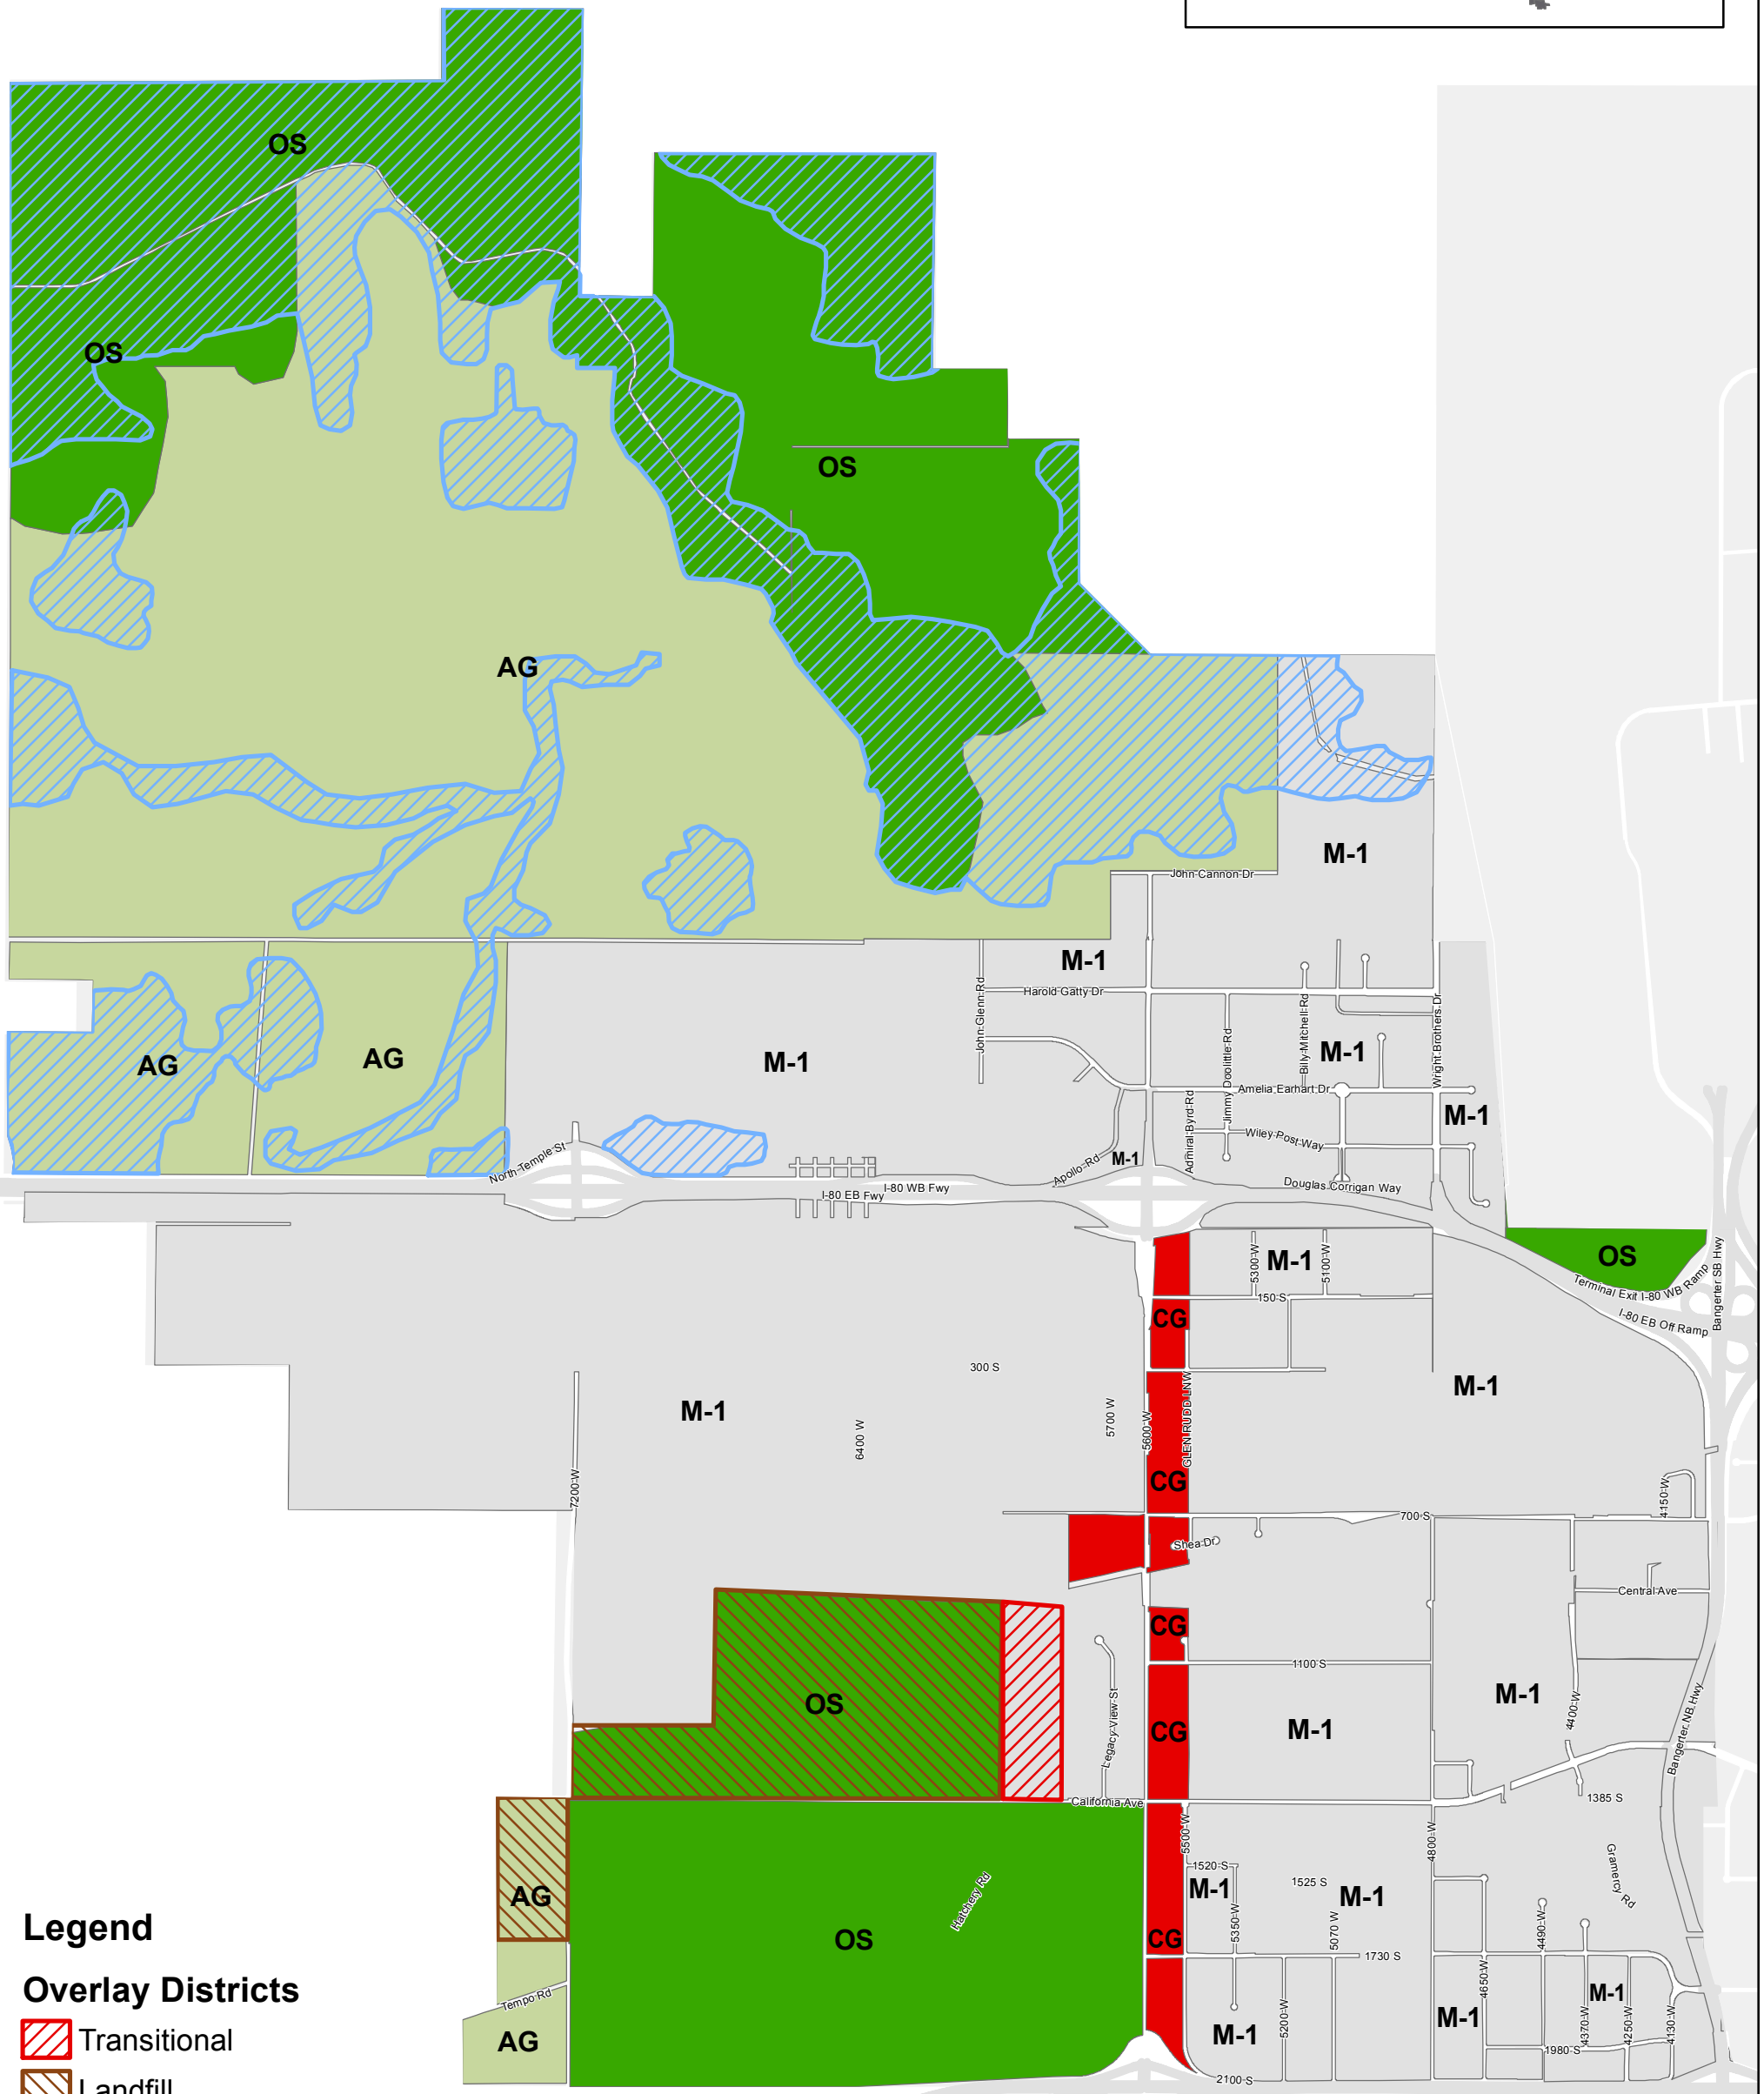 OS
OS
OS
AG
M-1
John Cannon Dr
M-1
Harold Gatty Dr
John Glenn Rd
Billy Mitchell Rd
Wright Brothers Dr
Jimmy Doolittle Rd
M-1
AG
AG
M-1
Amelia Earhart Dr
Admiral Byrd Rd
M-1
Wiley Post Way
North Temple St
Apollo Rd
M-1
I-80 WB Fwy
I-80 EB Fwy
Douglas Corrigan Way
OS
Terminal Exit I-80 WB Ramp
I-80 EB Off Ramp
Bangerter SB Hwy
5300 W
M-1
5100 W
150 S
CG
300 S
M-1
M-1
6400 W
5700 W
5600 W
GLEN RUDD LNW
CG
7200 W
4150 W
700 S
Shea Dr
Central Ave
CG
1100 S
OS
M-1
4400 W
Bangerter NB Hwy
Legacy View St
CG
M-1
California Ave
1385 S
5500 W
4800 W
1520 S
1525 S
Gramercy Rd
AG
M-1
M-1
Hatchery Rd
5350 W
5070 W
4490 W
OS
CG
1730 S
Legend
Overlay Districts
Tempo Rd
4650 W
M-1
M-1
5200 W
4370 W
4250 W
4130 W
Transitional
AG
M-1
1980 S
2100 S
Landfill